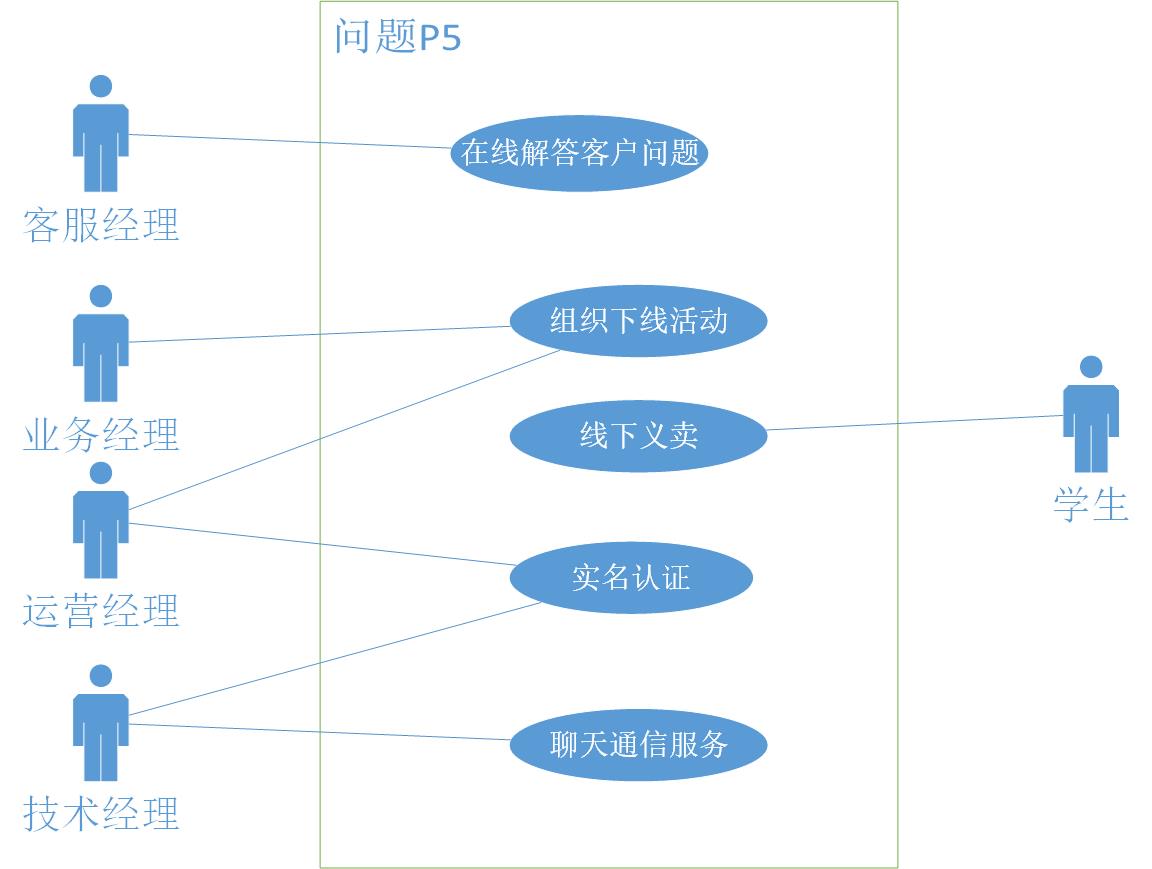 问题P5
在线解答客户问题
客服经理
组织下线活动
业务经理
线下义卖
学生
实名认证
运营经理
聊天通信服务
技术经理